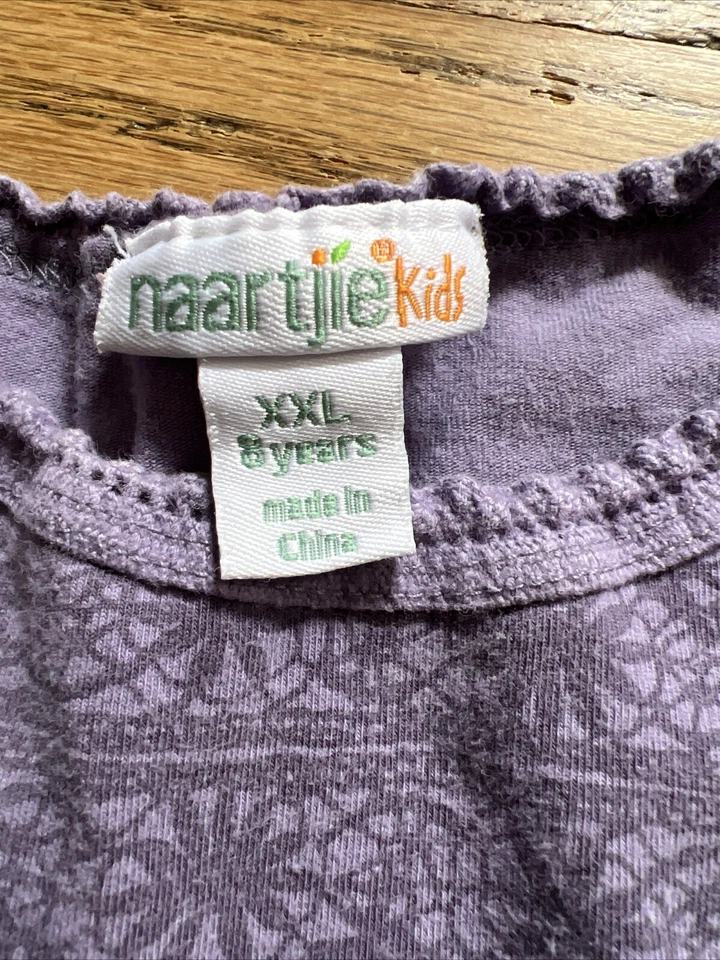 naartjie Kids
XXL
8 years
made in
China